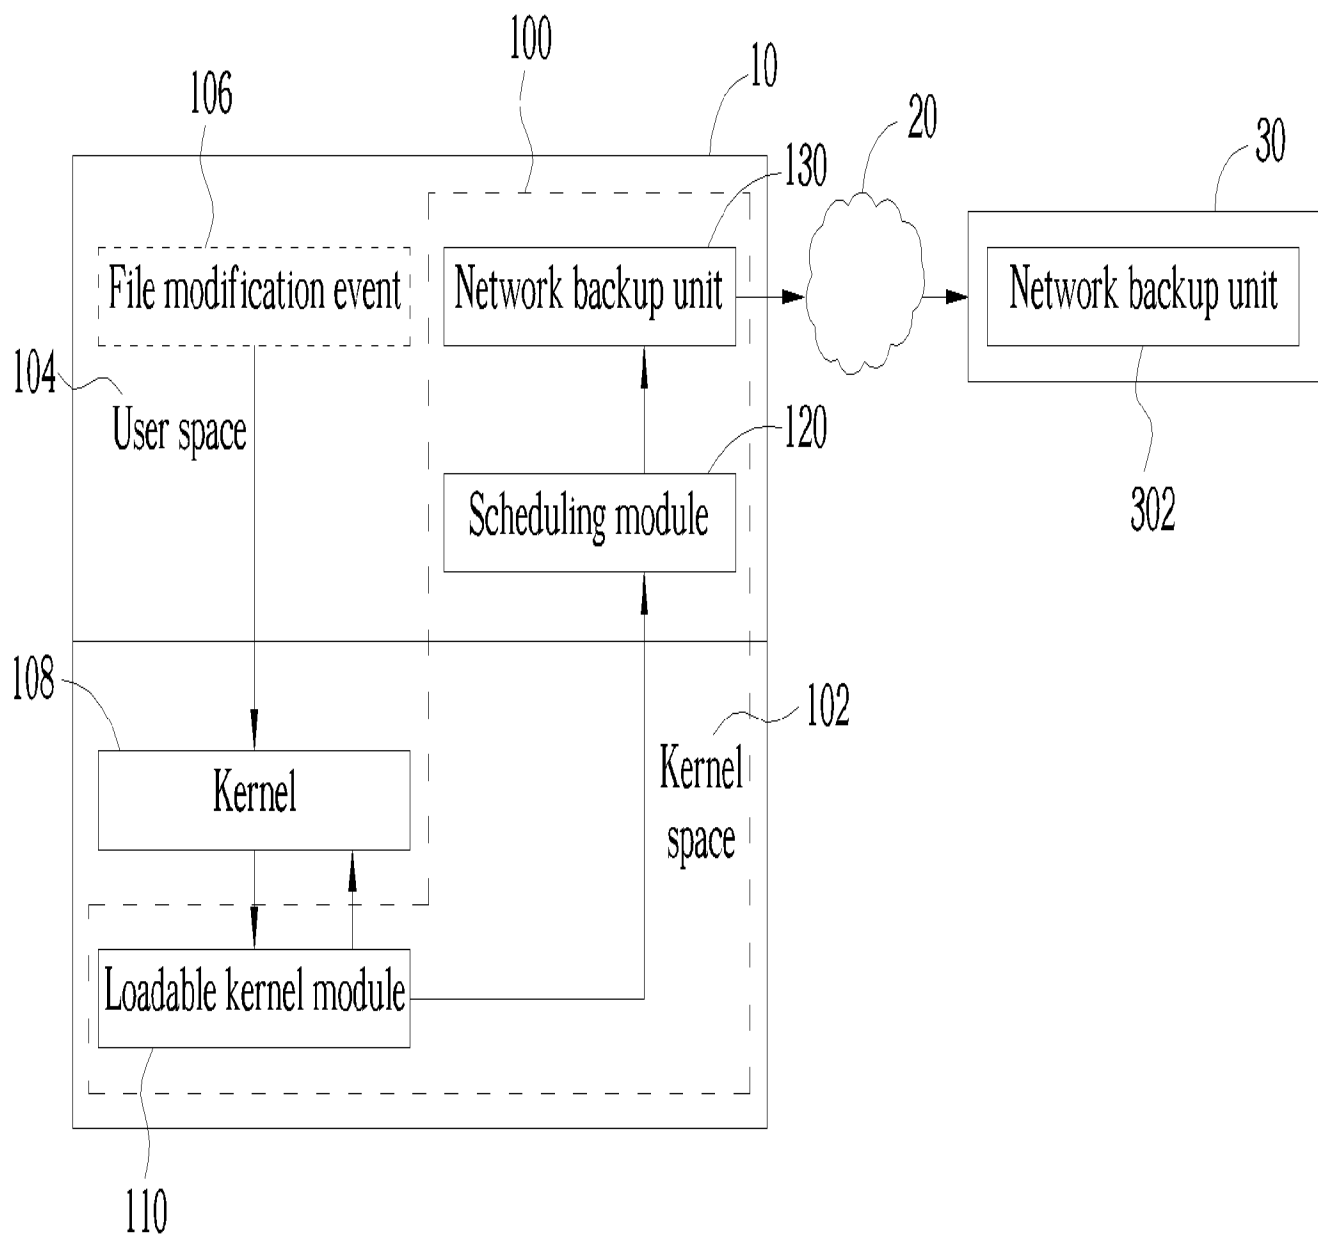 100
10
106
20
130
30
File modification event
Network backup unit
Network backup unit
104
User space
120
302
Scheduling module
108
102
Kernel
space
Kernel
Loadable kernel module
110